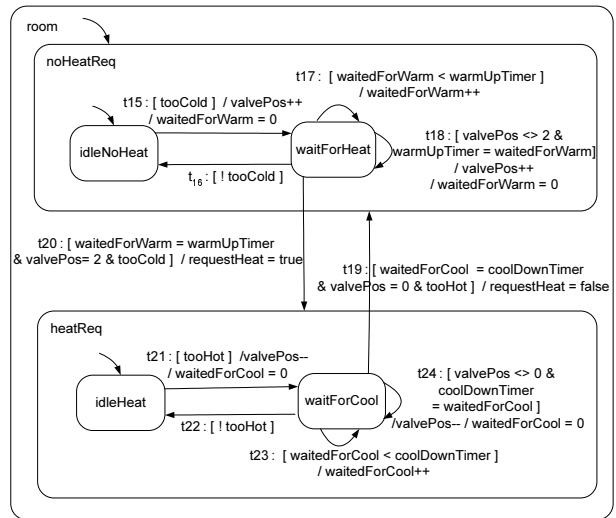 room
noHeatReq
t17 : [ waitedForWarm < warmUpTimer ]
/ waitedForWarm++
t15 : [ tooCold ] / valvePos++
/ waitedForWarm = 0
idleNoHeat
waitForHeat
t18 : [ valvePos <> 2 &
warmUpTimer = waitedForWarm]
/ valvePos++
/ waitedForWarm = 0
t16 : [ ! tooCold ]
t20 : [ waitedForWarm = warmUpTimer
& valvePos= 2 & tooCold ] / requestHeat = true
t19 : [ waitedForCool = coolDownTimer
& valvePos = 0 & tooHot ] / requestHeat = false
heatReq
t21 : [ tooHot ] /valvePos--
/ waitedForCool = 0
idleHeat
waitForCool
t24 : [ valvePos <> 0 &
coolDownTimer
= waitedForCool ]
/valvePos-- / waitedForCool = 0
t22 : [ ! tooHot ]
t23 : [ waitedForCool < coolDownTimer ]
/ waitedForCool++